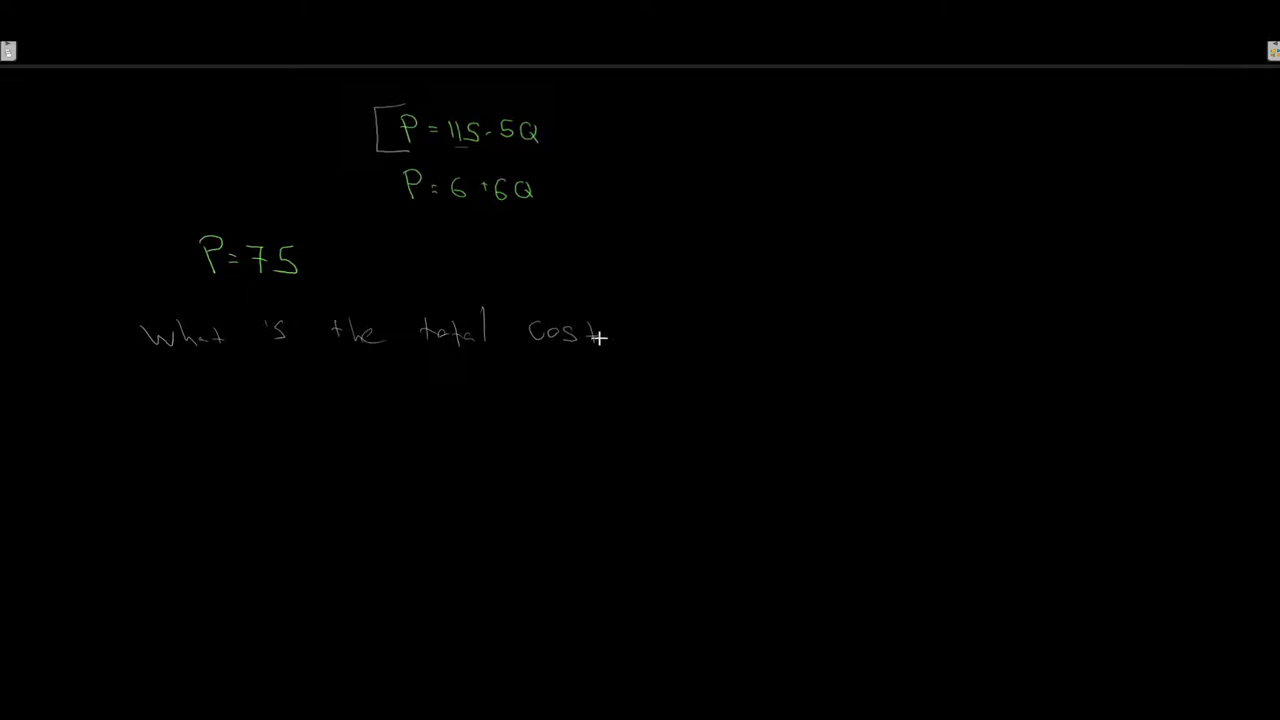 P = 115 - 5Q
P = 6 + 6Q
P = 75
What is the total cost